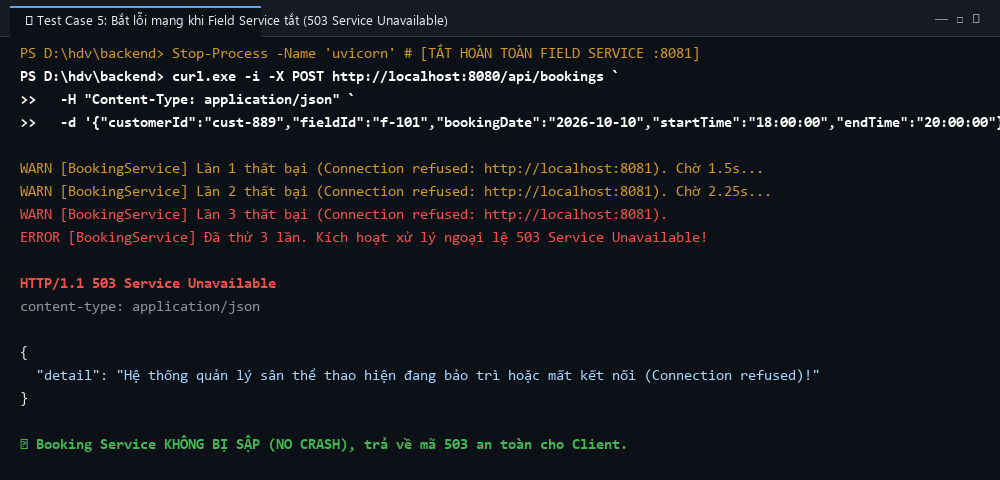 Test Case 5: Bắt lỗi mạng khi Field Service tắt (503 Service Unavailable)
PS D:\hdv\backend> Stop-Process -Name 'uvicorn' # [TẮT HOÀN TOÀN FIELD SERVICE :8081]
PS D:\hdv\backend> curl.exe -i -X POST http://localhost:8080/api/bookings `
>>   -H "Content-Type: application/json" `
>>   -d '{"customerId":"cust-889","fieldId":"f-101","bookingDate":"2026-10-10","startTime":"18:00:00","endTime":"20:00:00"}
WARN [BookingService] Lần 1 thất bại (Connection refused: http://localhost:8081). Chờ 1.5s...
WARN [BookingService] Lần 2 thất bại (Connection refused: http://localhost:8081). Chờ 2.25s...
WARN [BookingService] Lần 3 thất bại (Connection refused: http://localhost:8081).
ERROR [BookingService] Đã thử 3 lần. Kích hoạt xử lý ngoại lệ 503 Service Unavailable!
HTTP/1.1 503 Service Unavailable
content-type: application/json
{
  "detail": "Hệ thống quản lý sân thể thao hiện đang bảo trì hoặc mất kết nối (Connection refused)!"
}
Booking Service KHÔNG BỊ SẬP (NO CRASH), trả về mã 503 an toàn cho Client.